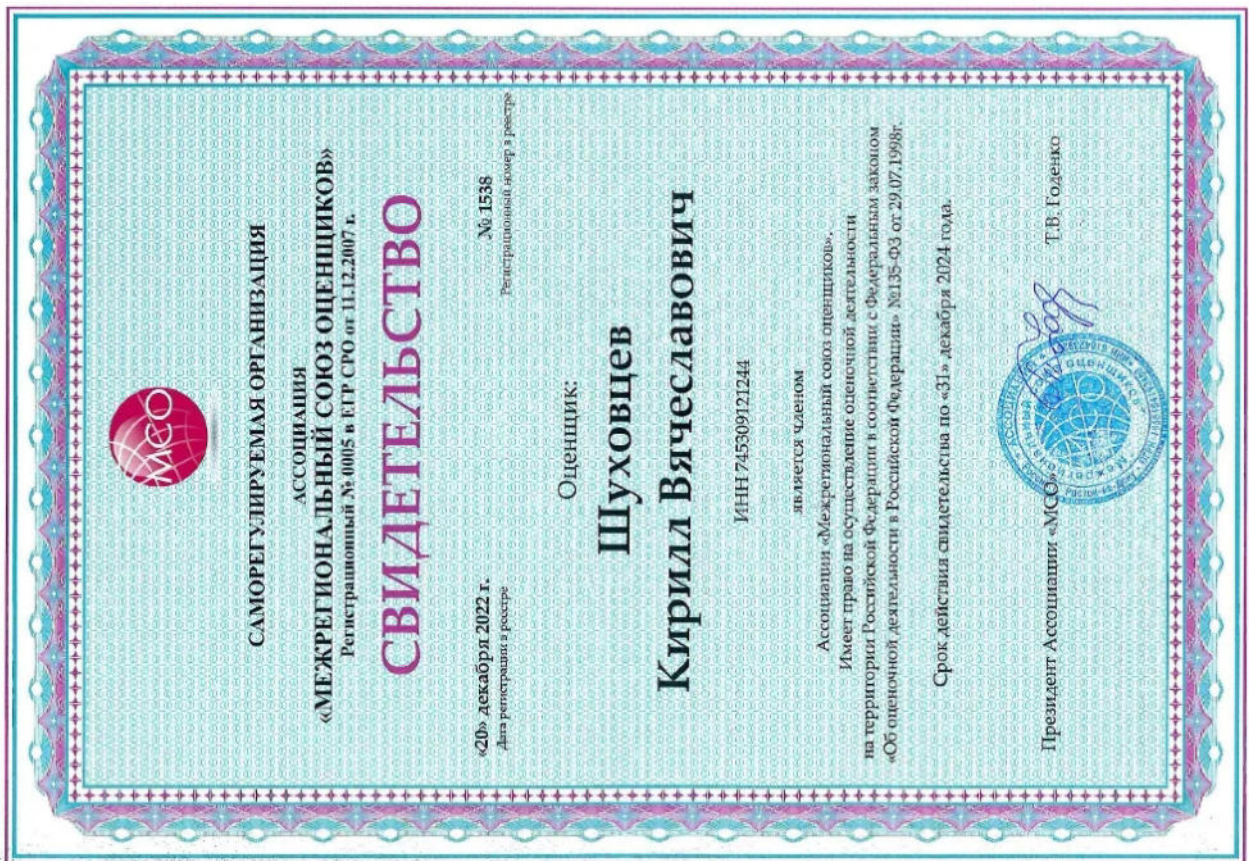 МСО
САМОРЕГУЛИРУЕМАЯ ОРГАНИЗАЦИЯ
АССОЦИАЦИЯ
«МЕЖРЕГИОНАЛЬНЫЙ СОЮЗ ОЦЕНЩИКОВ»
Регистрационный № 0005 в ЕГР СРО от 11.12.2007 г.
СВИДЕТЕЛЬСТВО
«20» декабря 2022 г. № 1538
Дата регистрации в реестре Регистрационный номер в реестре
Оценщик:
Шуховцев
Кирилл Вячеславович
ИНН 745309121244
является членом
Ассоциации «Межрегиональный союз оценщиков».
Имеет право на осуществление оценочной деятельности
на территории Российской Федерации в соответствии с Федеральным законом
«Об оценочной деятельности в Российской Федерации» №135-ФЗ от 29.07.1998г.
Срок действия свидетельства по «31» декабря 2024 года.
Президент Ассоциации «МСО» Т.В. Годенко